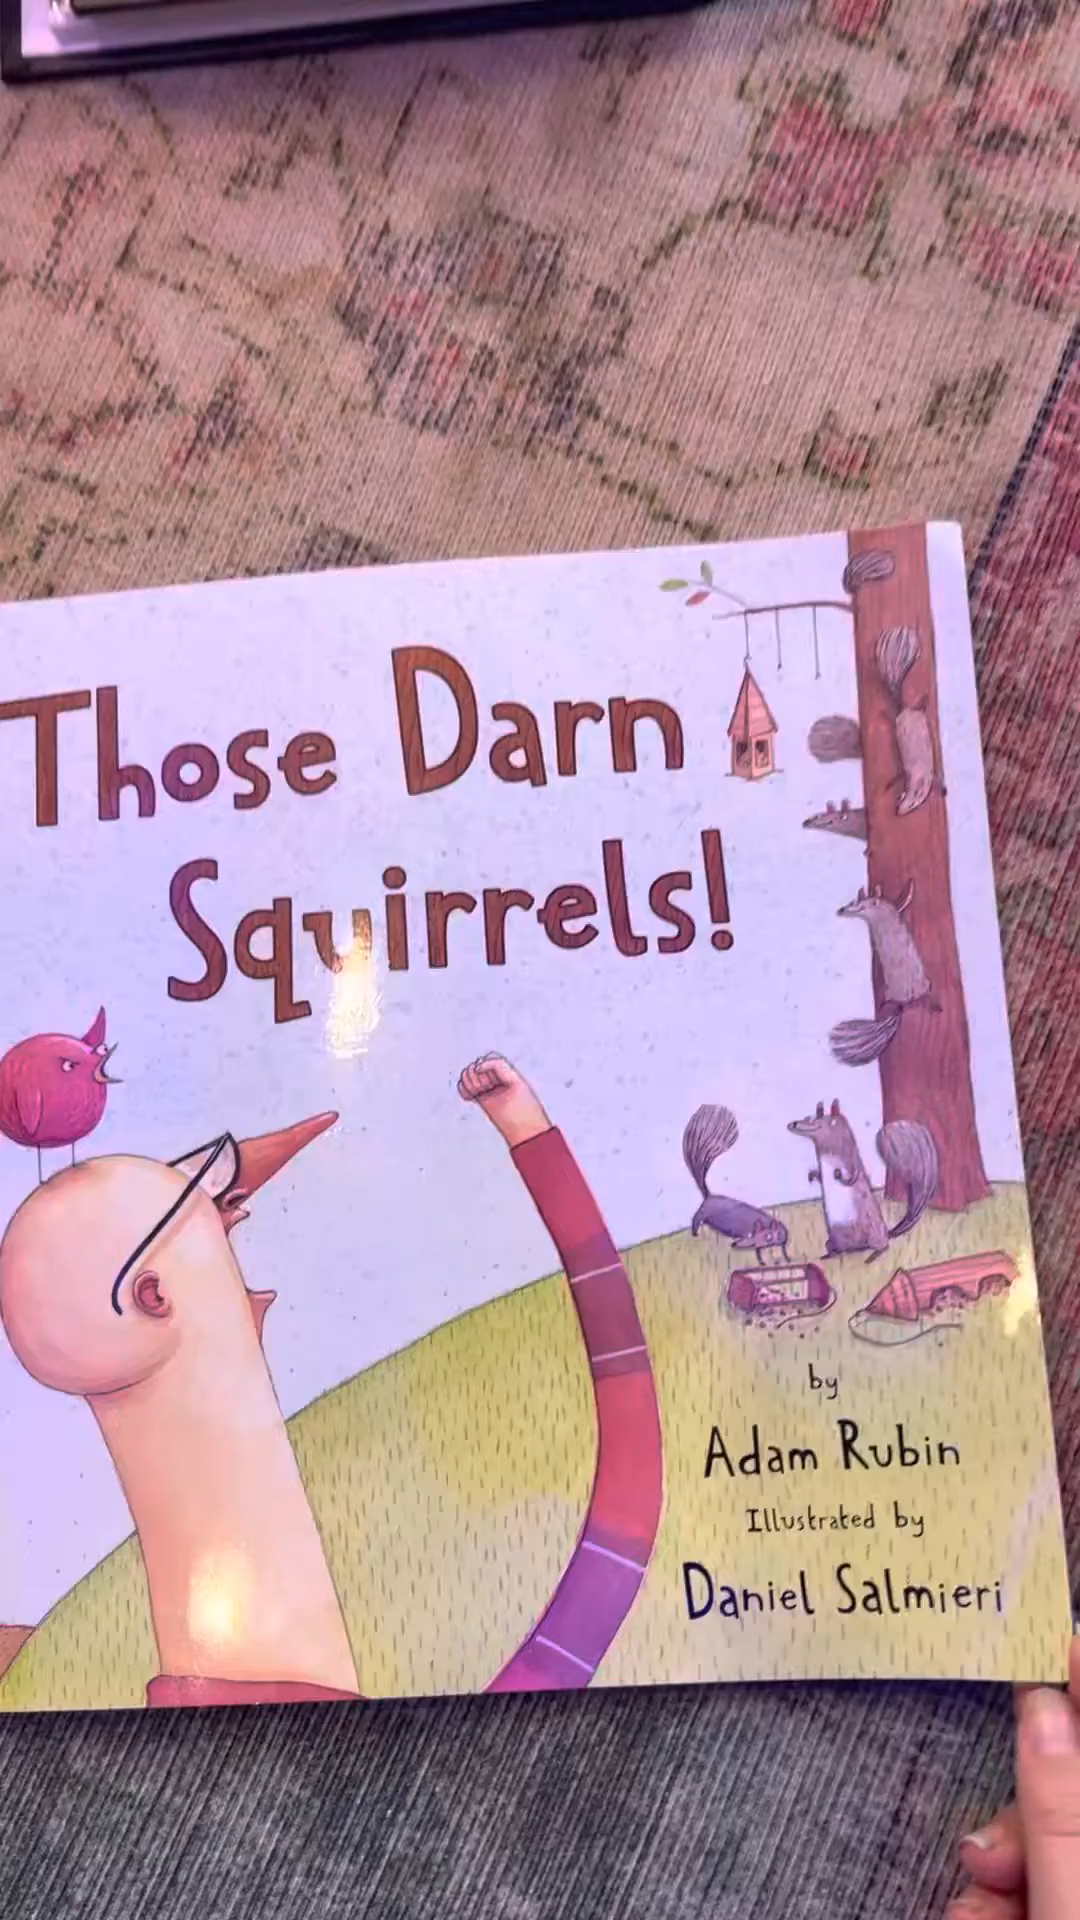 Those Darn
Squirrels!
by
Adam Rubin
Illustrated by
Daniel Salmieri